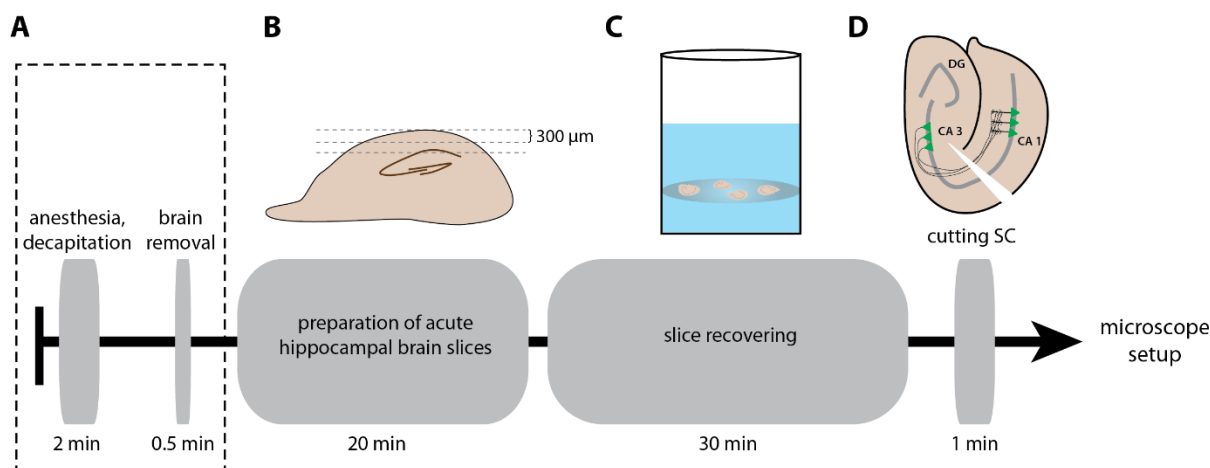 A
B
C
D
300 µm
DG
CA 3
CA 1
anesthesia,
decapitation
brain
removal
cutting SC
preparation of acute
hippocampal brain slices
slice recovering
microscope
setup
2 min
0.5 min
20 min
30 min
1 min